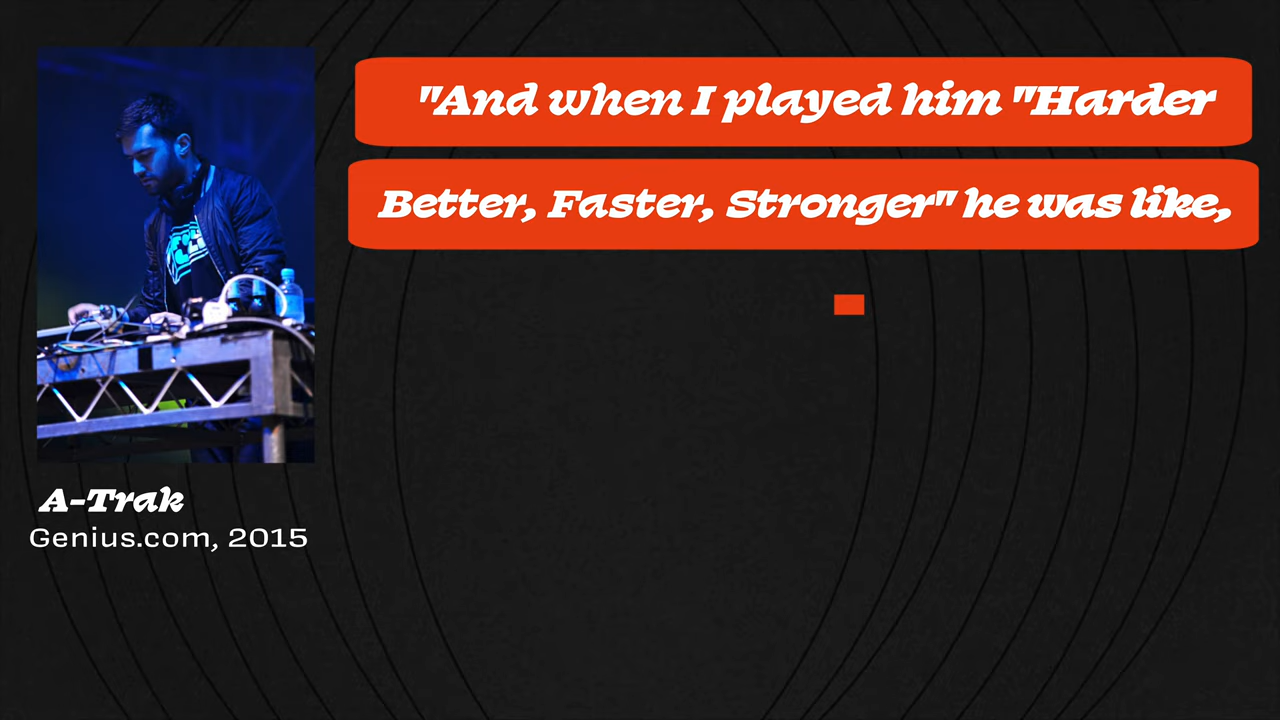 "And when I played him "Harder
Better, Faster, Stronger" he was like,
A-Trak
Genius.com, 2015